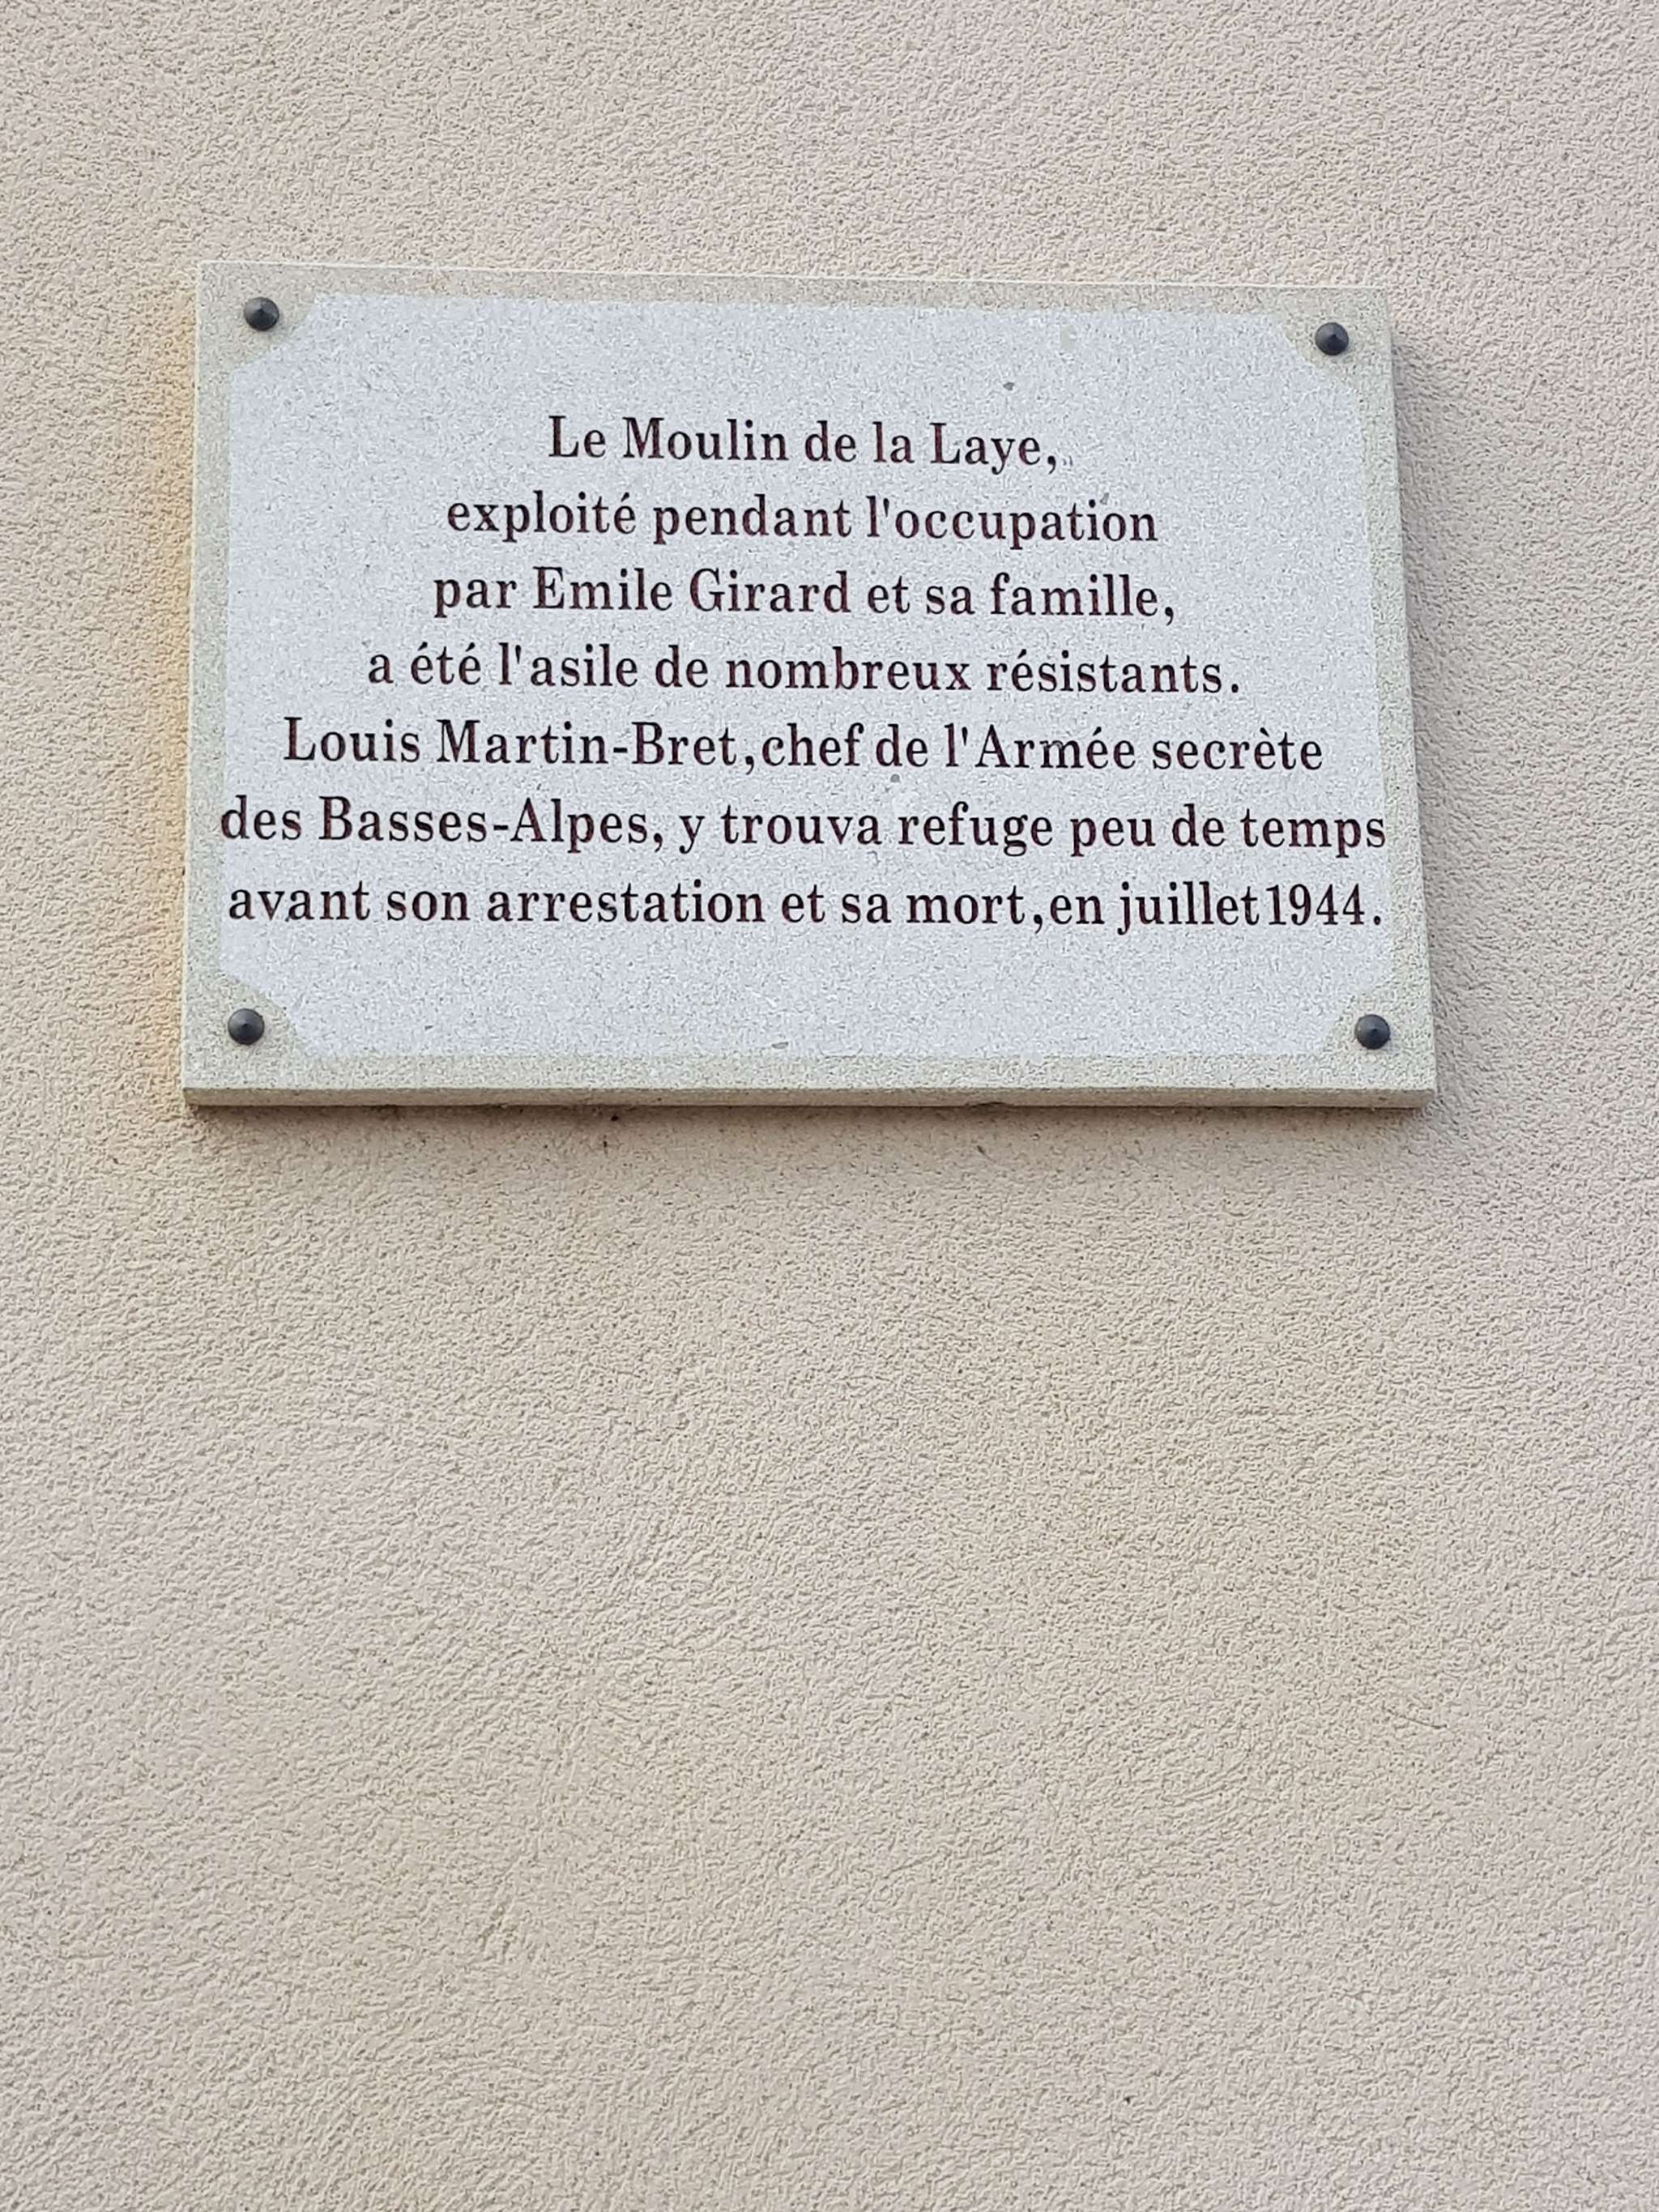 Le Moulin de la Laye,
exploité pendant l'occupation
par Emile Girard et sa famille,
a été l'asile de nombreux résistants.
Louis Martin-Bret,chef de l'Armée secrète
des Basses-Alpes, y trouva refuge peu de temps
avant son arrestation et sa mort,en juillet 1944.